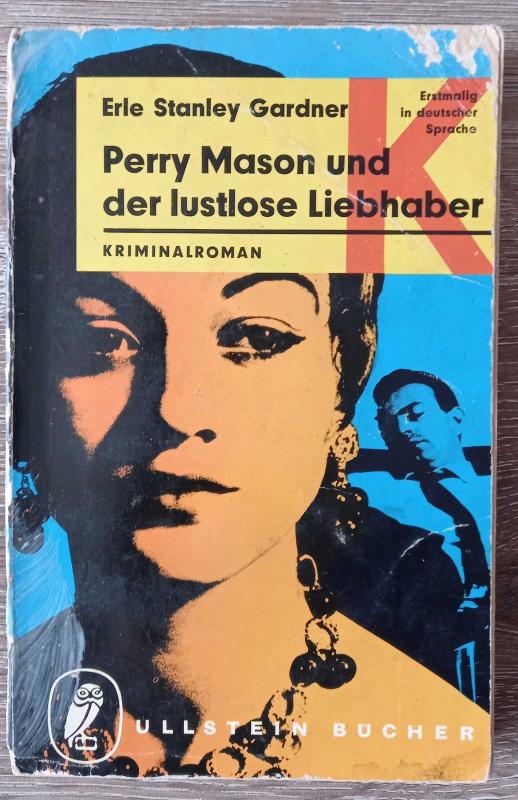 Erle Stanley Gardner
Erstmalig
in deutscher
Sprache
K
Perry Mason und
der lustlose Liebhaber
KRIMINALROMAN
ULLSTEIN BÜCHER